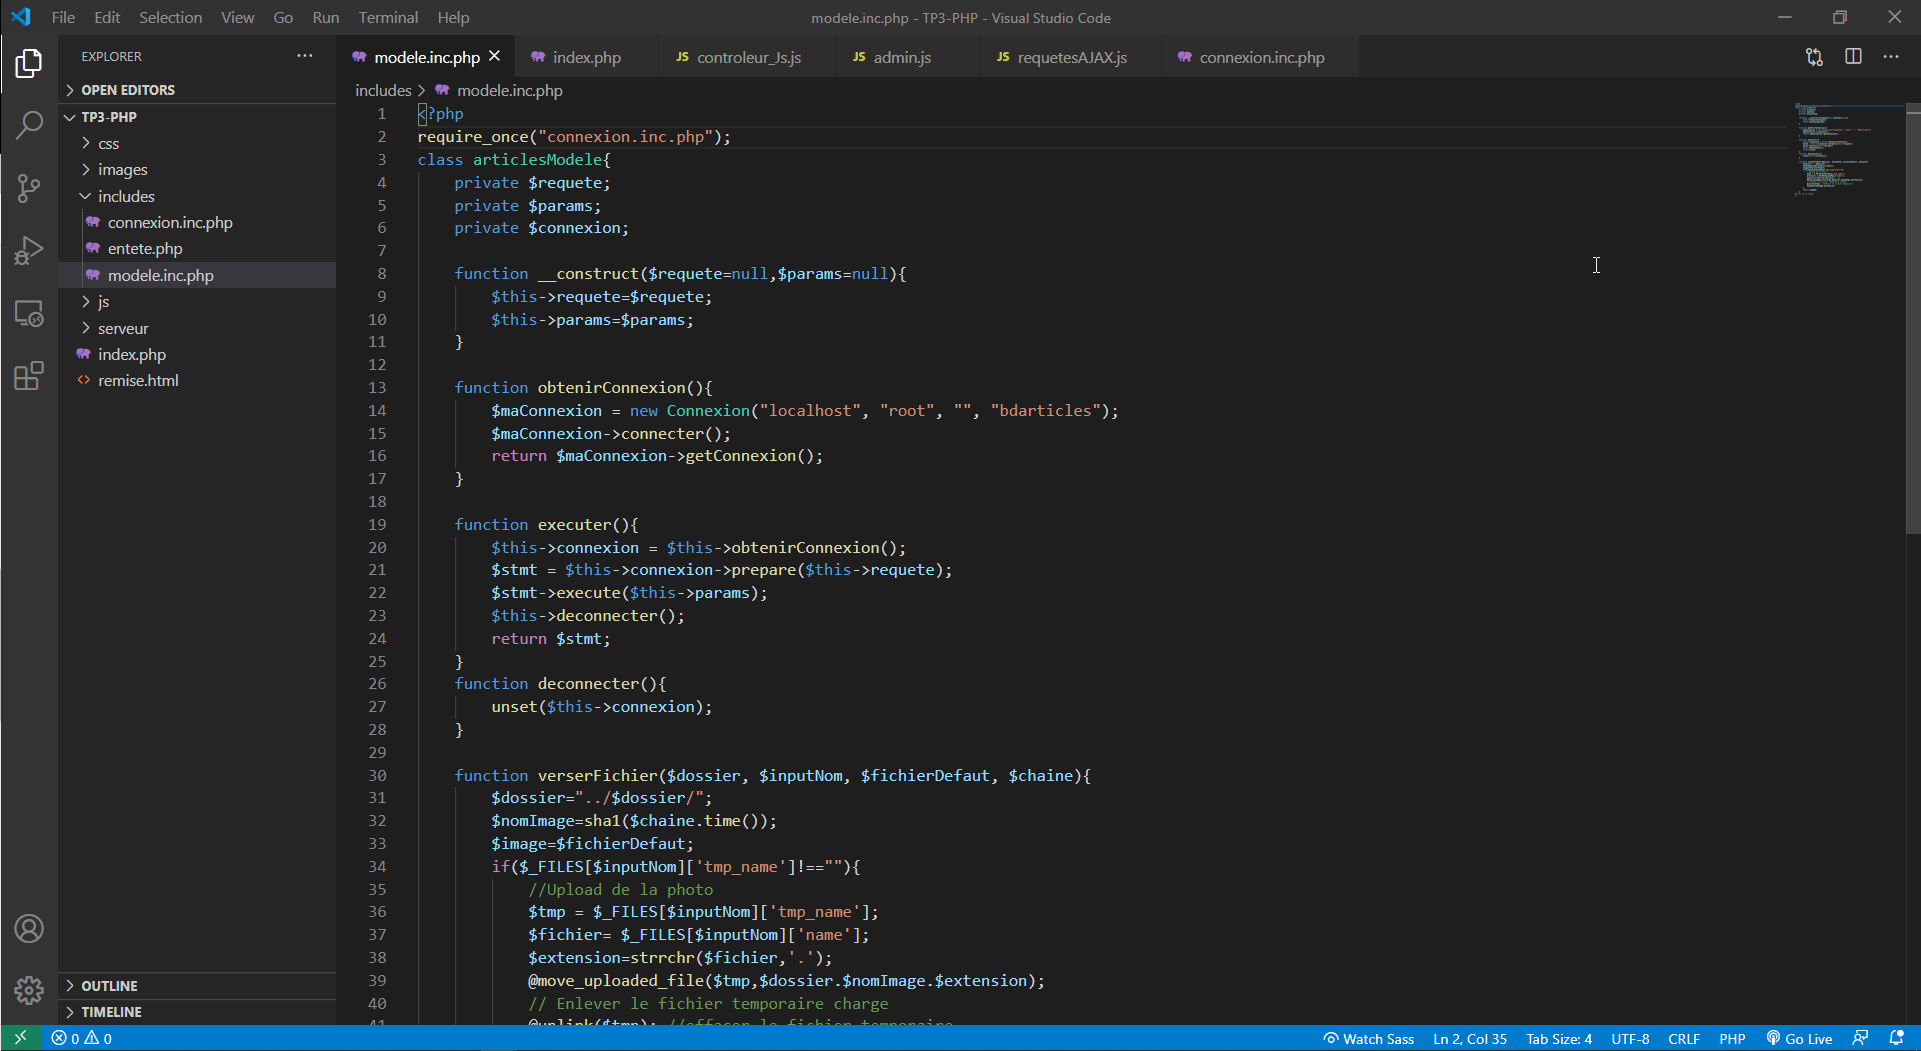 File Edit Selection View Go Run Terminal Help
modele.inc.php - TP3-PHP - Visual Studio Code
EXPLORER
OPEN EDITORS
TP3-PHP
css
images
includes
connexion.inc.php
entete.php
modele.inc.php
js
serveur
index.php
remise.html
OUTLINE
TIMELINE
modele.inc.php
index.php
JS controleur_Js.js
JS admin.js
JS requetesAJAX.js
connexion.inc.php
includes > modele.inc.php
1 <?php
2 require_once("connexion.inc.php");
3 class articlesModele{
4 private $requete;
5 private $params;
6 private $connexion;
7
8 function __construct($requete=null,$params=null){
9 $this->requete=$requete;
10 $this->params=$params;
11 }
12
13 function obtenirConnexion(){
14 $maConnexion = new Connexion("localhost", "root", "", "bdarticles");
15 $maConnexion->connecter();
16 return $maConnexion->getConnexion();
17 }
18
19 function executer(){
20 $this->connexion = $this->obtenirConnexion();
21 $stmt = $this->connexion->prepare($this->requete);
22 $stmt->execute($this->params);
23 $this->deconnecter();
24 return $stmt;
25 }
26 function deconnecter(){
27 unset($this->connexion);
28 }
29
30 function verserFichier($dossier, $inputNom, $fichierDefaut, $chaine){
31 $dossier="../$dossier/";
32 $nomImage=sha1($chaine.time());
33 $image=$fichierDefaut;
34 if($_FILES[$inputNom]['tmp_name']!==""){
35 //Upload de la photo
36 $tmp = $_FILES[$inputNom]['tmp_name'];
37 $fichier= $_FILES[$inputNom]['name'];
38 $extension=strrchr($fichier,'.');
39 @move_uploaded_file($tmp,$dossier.$nomImage.$extension);
40 // Enlever le fichier temporaire charge
41 @unlink($tmp); //effacer le fichier temporaire
0 0
Watch Sass
Ln 2, Col 35
Tab Size: 4
UTF-8
CRLF
PHP
Go Live